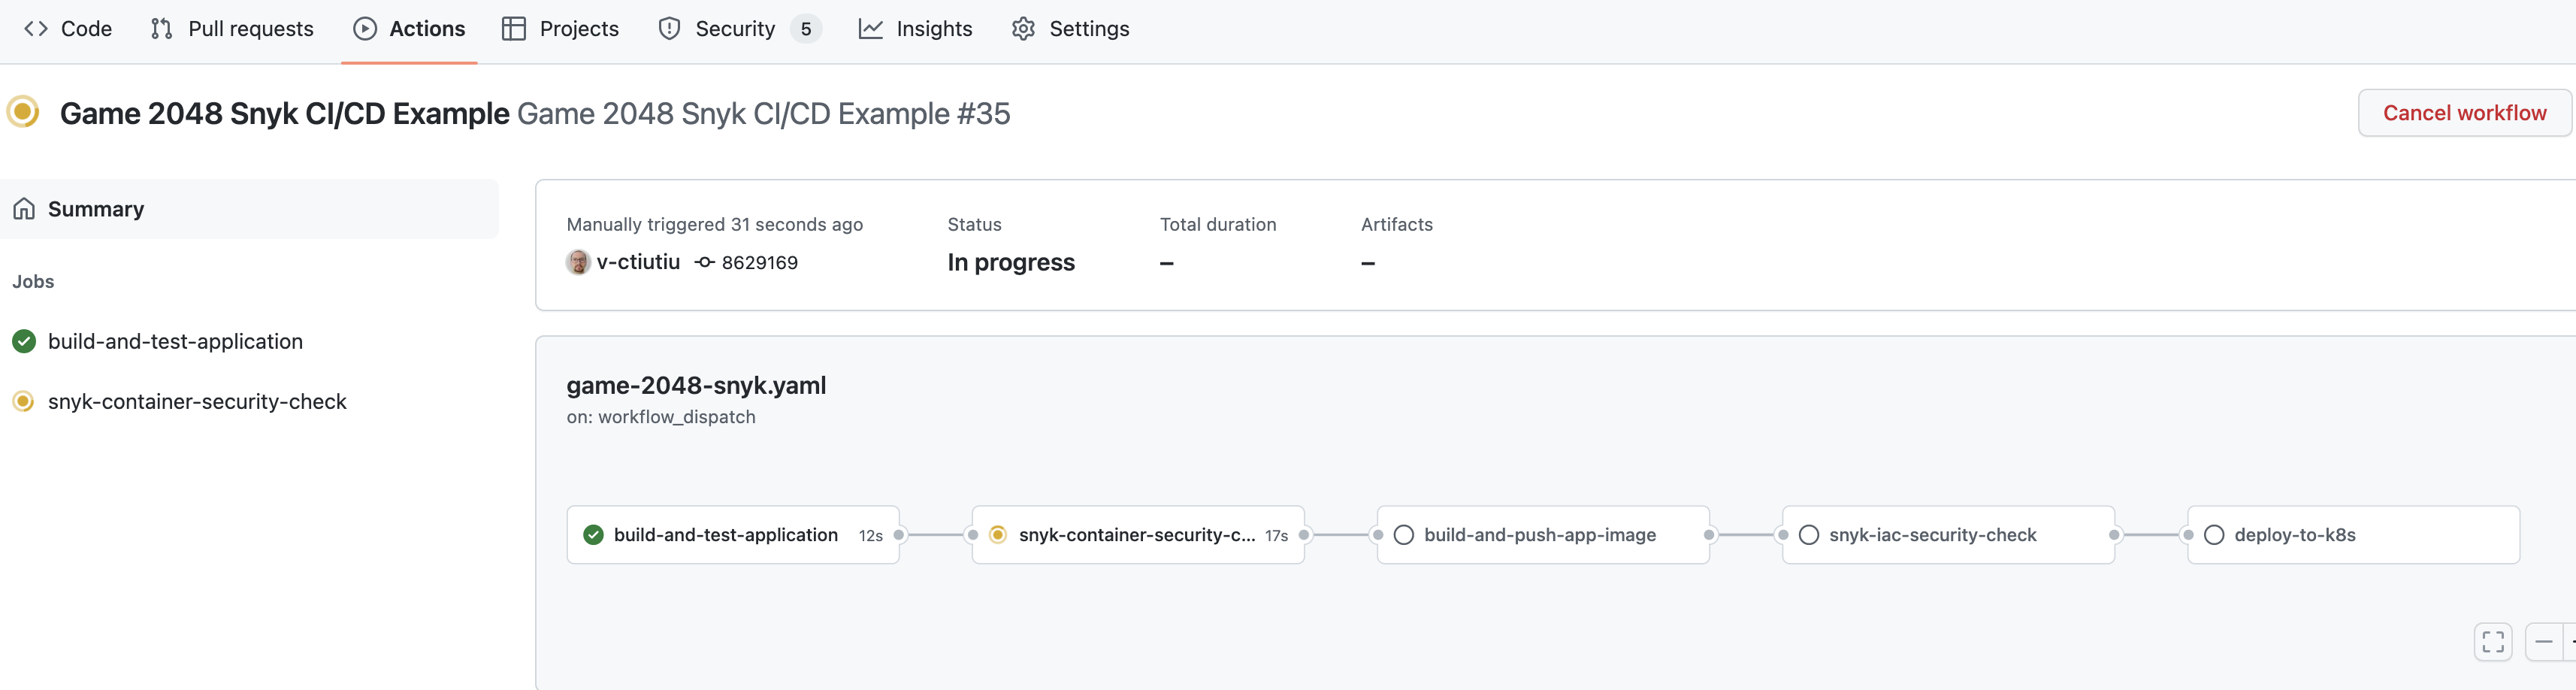 Code Pull requests Actions Projects Security 5 Insights Settings
Game 2048 Snyk CI/CD Example Game 2048 Snyk CI/CD Example #35
Cancel workflow
Summary
Jobs
build-and-test-application
snyk-container-security-check
Manually triggered 31 seconds ago
v-ctiutiu 8629169
Status
In progress
Total duration
–
Artifacts
–
game-2048-snyk.yaml
on: workflow_dispatch
build-and-test-application 12s
snyk-container-security-c... 17s
build-and-push-app-image
snyk-iac-security-check
deploy-to-k8s